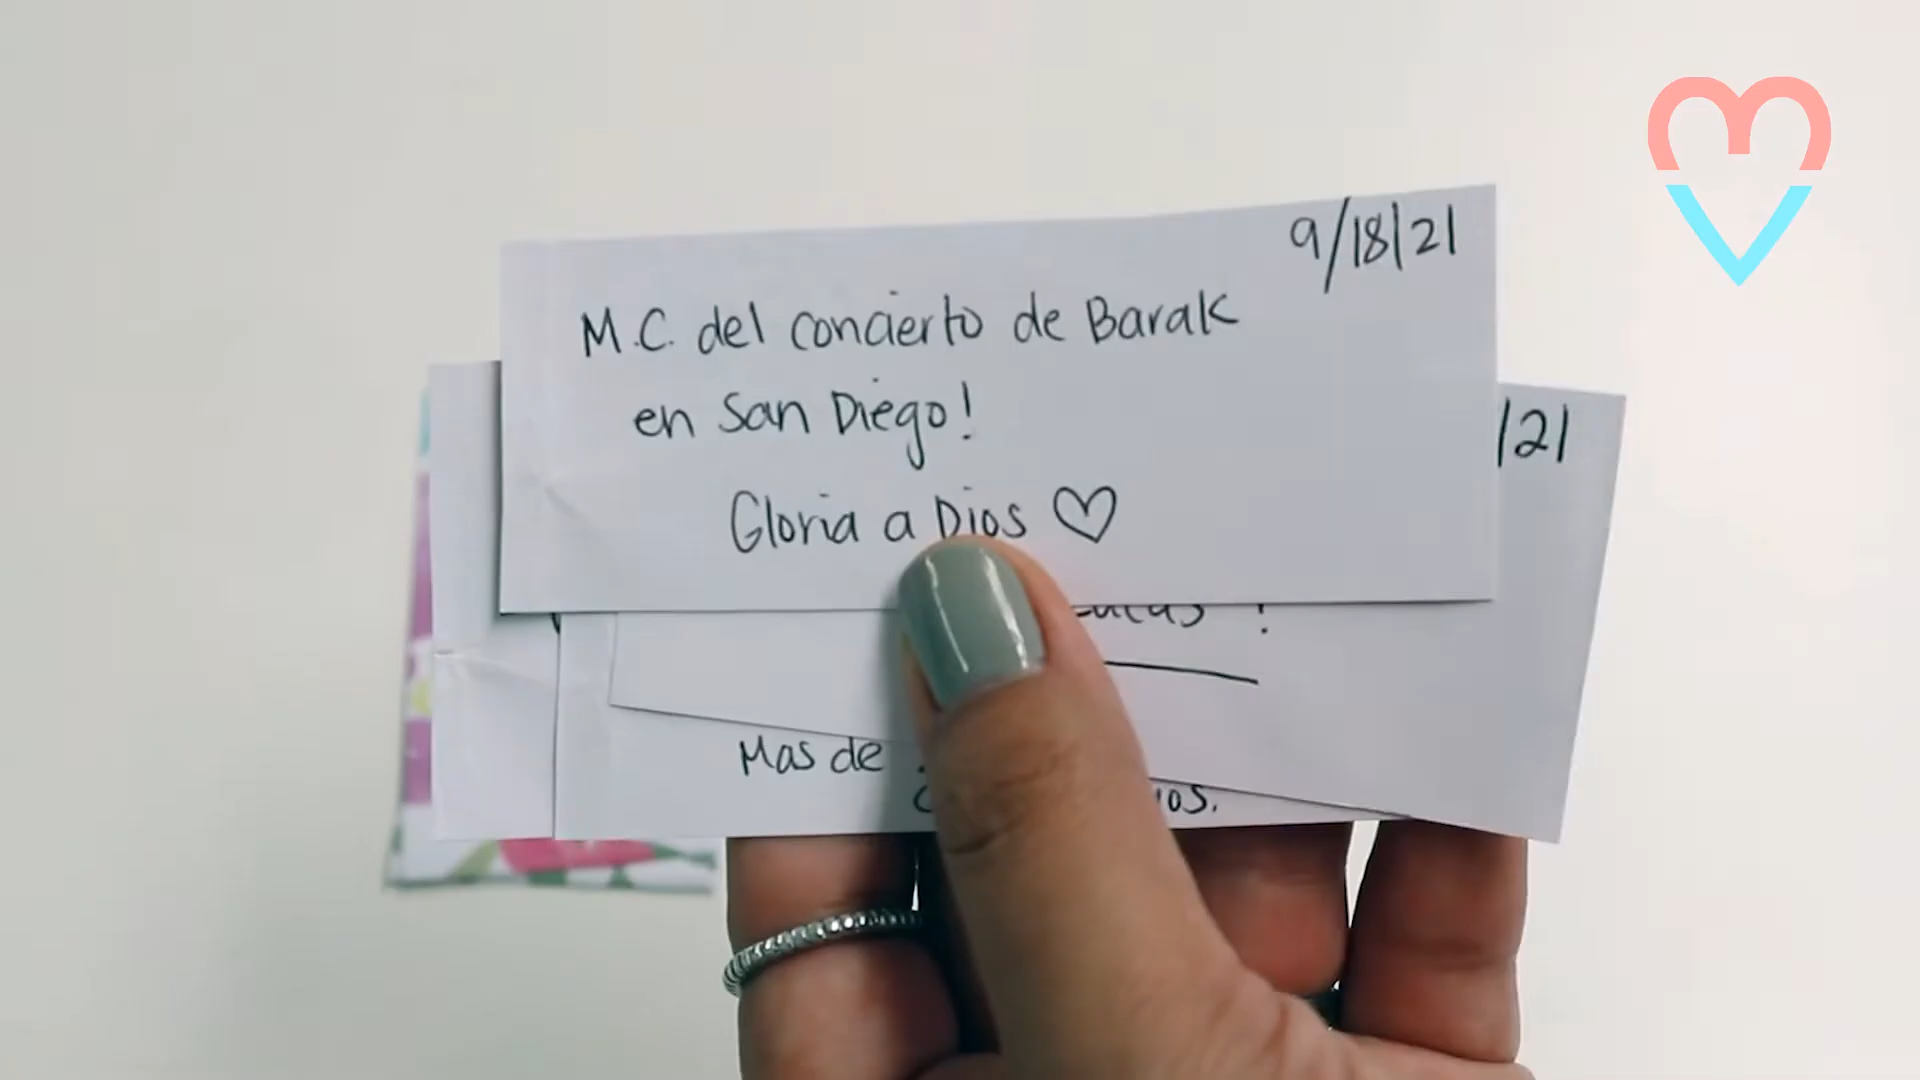 9/18/21
M.C. del concierto de Barak
en San Diego!
Gloria a Dios ♡
/21
Mas de